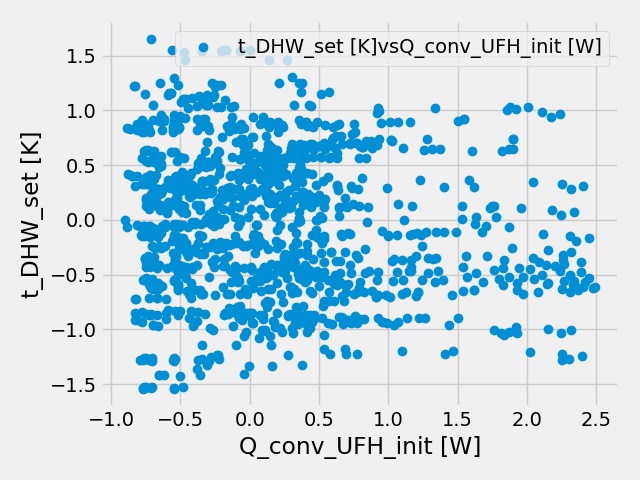 t_DHW_set [K]vsQ_conv_UFH_init [W]
1.5
1.0
0.5
0.0
−0.5
−1.0
−1.5
t_DHW_set [K]
−1.0 −0.5 0.0 0.5 1.0 1.5 2.0 2.5
Q_conv_UFH_init [W]